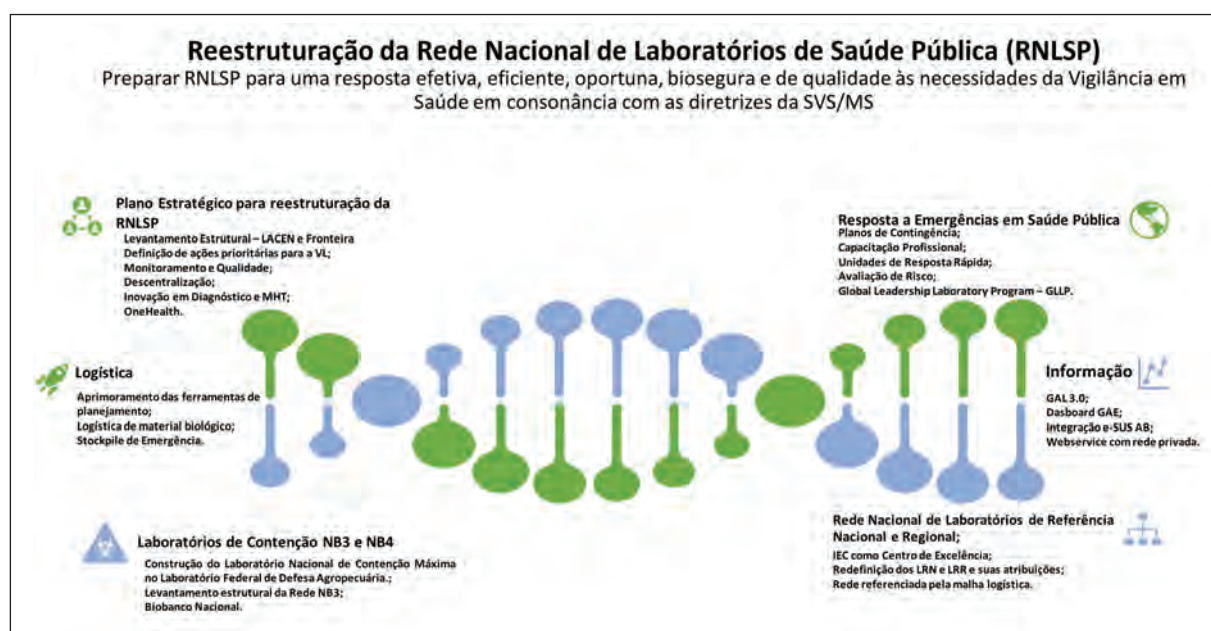 Reestruturação da Rede Nacional de Laboratórios de Saúde Pública (RNLSP)
Preparar RNLSP para uma resposta efetiva, eficiente, oportuna, biosegura e de qualidade às necessidades da Vigilância em
Saúde em consonância com as diretrizes da SVS/MS
Plano Estratégico para reestruturação da
RNLSP
Levantamento Estrutural – LACEN e Fronteira
Definição de ações prioritárias para a VL;
Monitoramento e Qualidade;
Descentralização;
Inovação em Diagnóstico e MHT;
OneHealth.
Logística
Aprimoramento das ferramentas de
planejamento;
Logística de material biológico;
Stockpile de Emergência.
Laboratórios de Contenção NB3 e NB4
Construção do Laboratório Nacional de Contenção Máxima
no Laboratório Federal de Defesa Agropecuária.;
Levantamento estrutural da Rede NB3;
Biobanco Nacional.
Resposta a Emergências em Saúde Pública
Planos de Contingência;
Capacitação Profissional;
Unidades de Resposta Rápida;
Avaliação de Risco;
Global Leadership Laboratory Program – GLLP.
Informação
GAL 3.0;
Dasboard GAE;
Integração e-SUS AB;
Webservice com rede privada.
Rede Nacional de Laboratórios de Referência
Nacional e Regional;
IEC como Centro de Excelência;
Redefinição dos LRN e LRR e suas atribuições;
Rede referenciada pela malha logística.